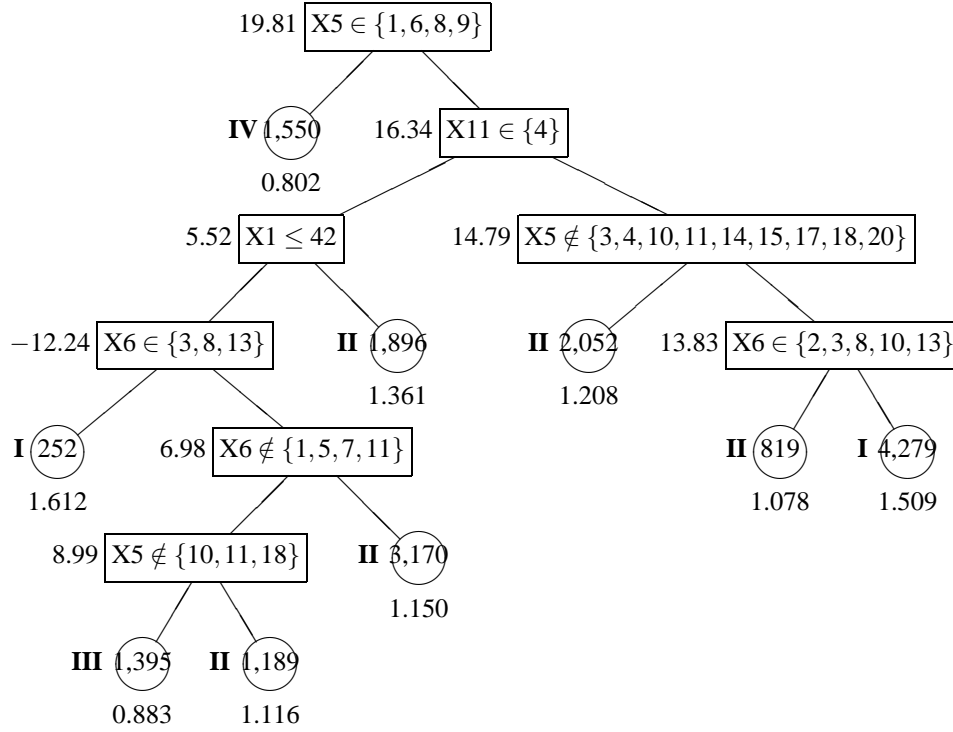 19.81 X5 ∈ {1,6,8,9}
IV 1,550 16.34 X11 ∈ {4}
0.802
5.52 X1 ≤ 42 14.79 X5 ∉ {3,4,10,11,14,15,17,18,20}
−12.24 X6 ∈ {3,8,13} II 1,896 II 2,052 13.83 X6 ∈ {2,3,8,10,13}
1.361 1.208
I 252 6.98 X6 ∉ {1,5,7,11} II 819 I 4,279
1.612 1.078 1.509
8.99 X5 ∉ {10,11,18} II 3,170
1.150
III 1,395 II 1,189
0.883 1.116